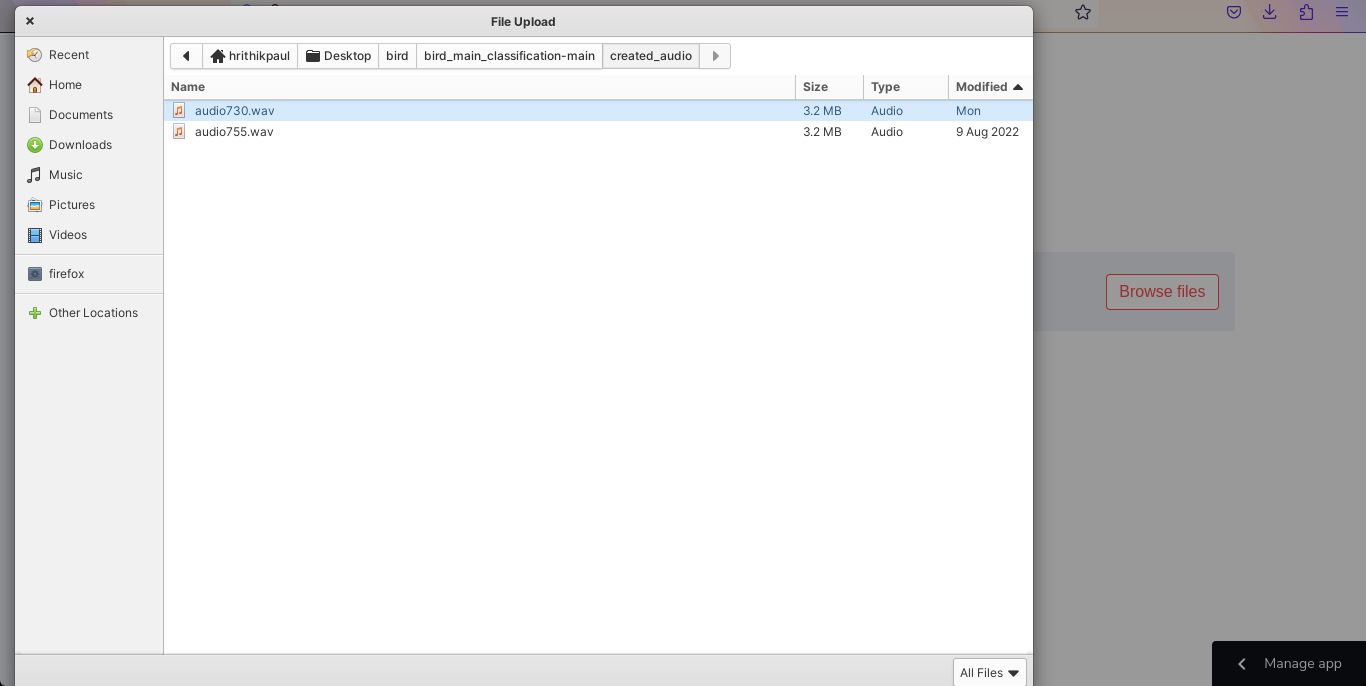 File Upload
Recent
Home
Documents
Downloads
Music
Pictures
Videos
firefox
Other Locations
hrithikpaul Desktop bird bird_main_classification-main created_audio
Name Size Type Modified
audio730.wav 3.2 MB Audio Mon
audio755.wav 3.2 MB Audio 9 Aug 2022
Browse files
All Files
Manage app